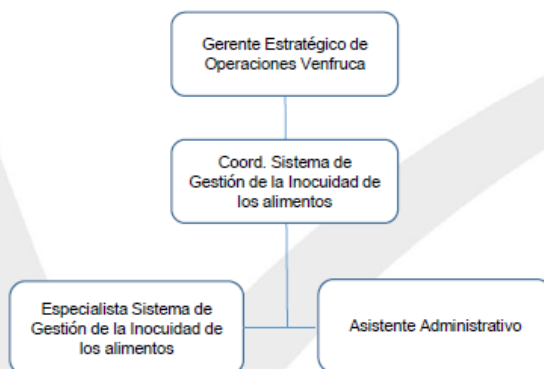 Gerente Estratégico de
Operaciones Venfruca
Coord. Sistema de
Gestión de la Inocuidad de
los alimentos
Especialista Sistema de
Gestión de la Inocuidad de
los alimentos
Asistente Administrativo